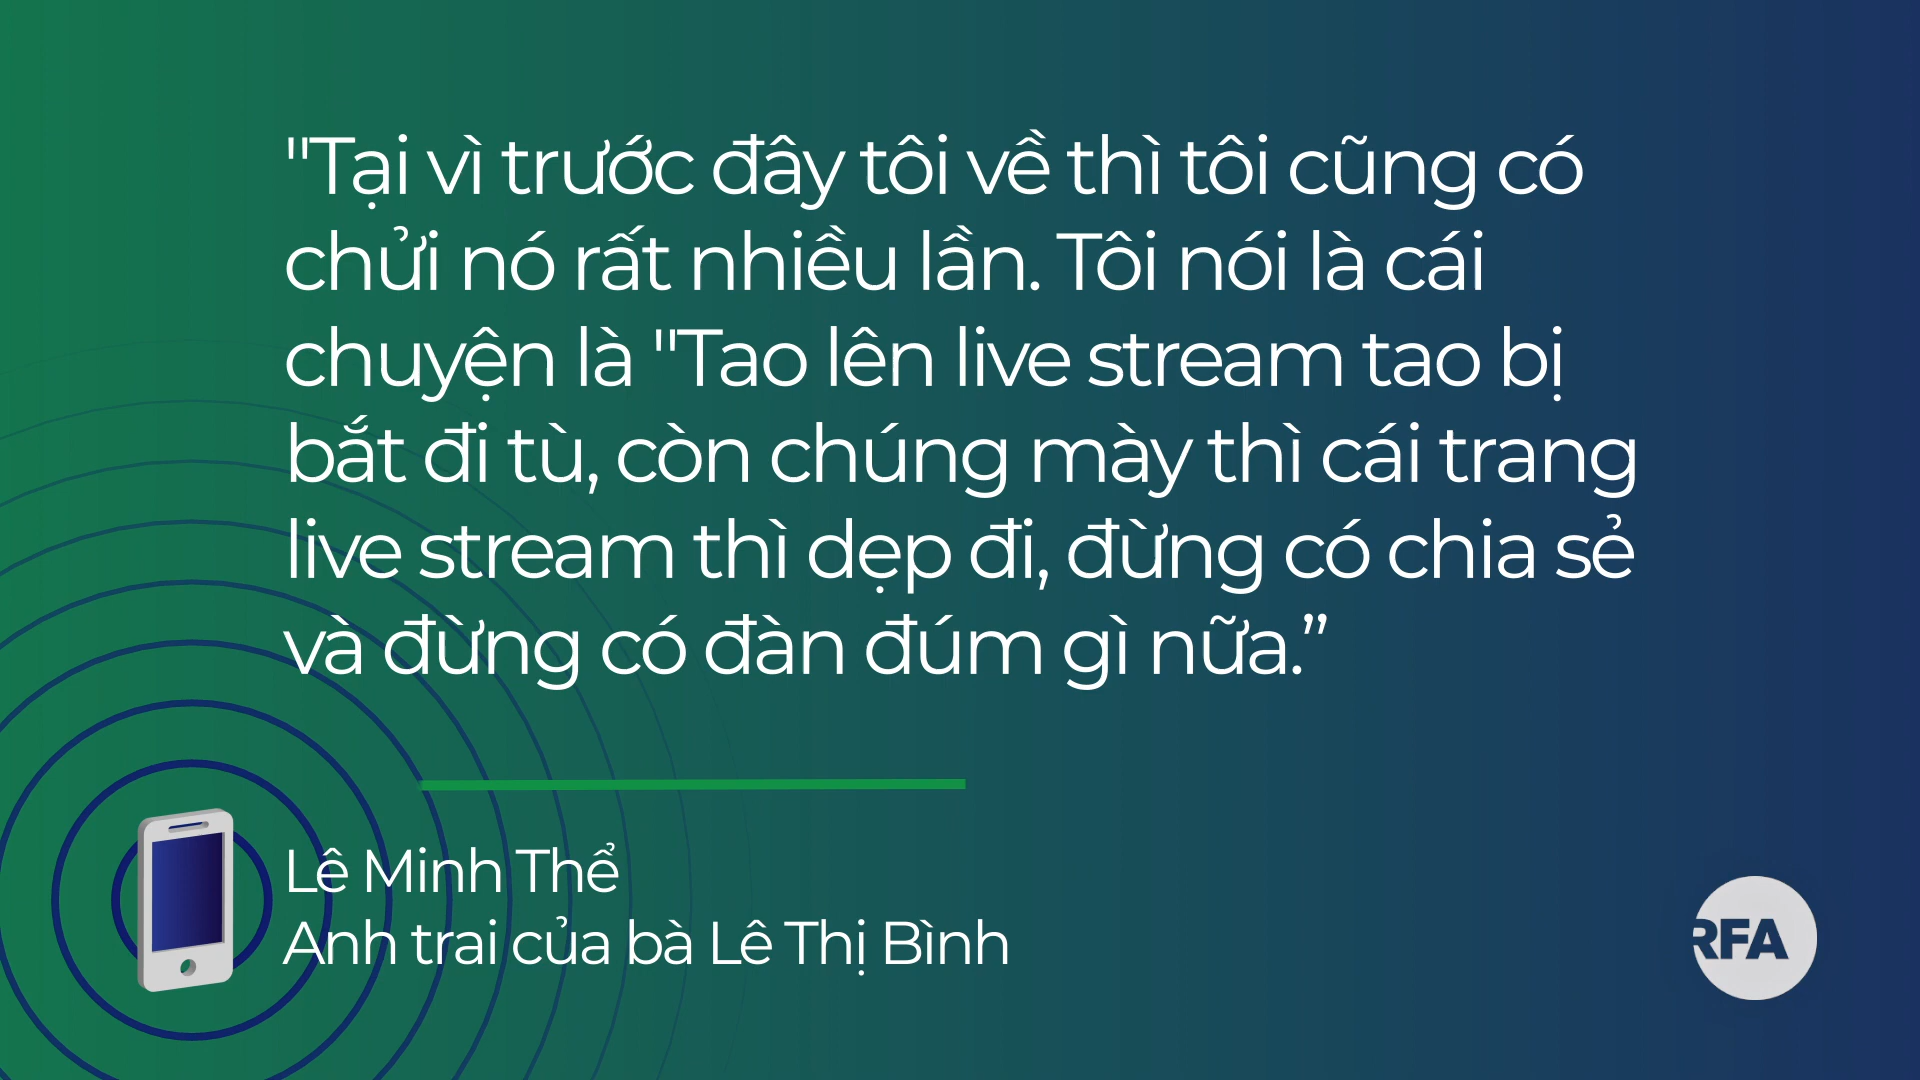 "Tại vì trước đây tôi về thì tôi cũng có
chửi nó rất nhiều lần. Tôi nói là cái
chuyện là "Tao lên live stream tao bị
bắt đi tù, còn chúng mày thì cái trang
live stream thì dẹp đi, đừng có chia sẻ
và đừng có đàn đúm gì nữa.”
Lê Minh Thể
Anh trai của bà Lê Thị Bình
RFA